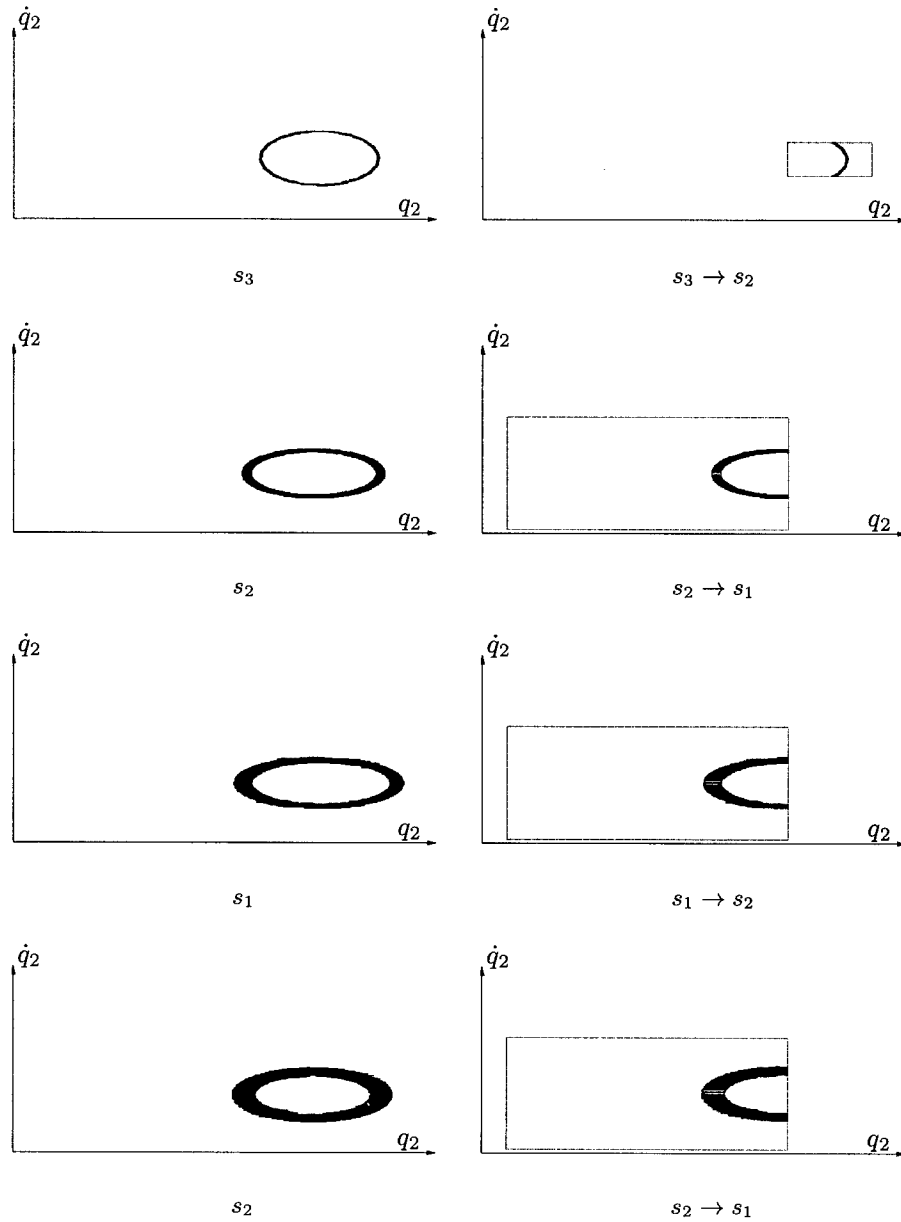 q̇₂ q̇₂
q₂ q₂
s₃ s₃ → s₂
q̇₂ q̇₂
q₂ q₂
s₂ s₂ → s₁
q̇₂ q̇₂
q₂ q₂
s₁ s₁ → s₂
q̇₂ q̇₂
q₂ q₂
s₂ s₂ → s₁